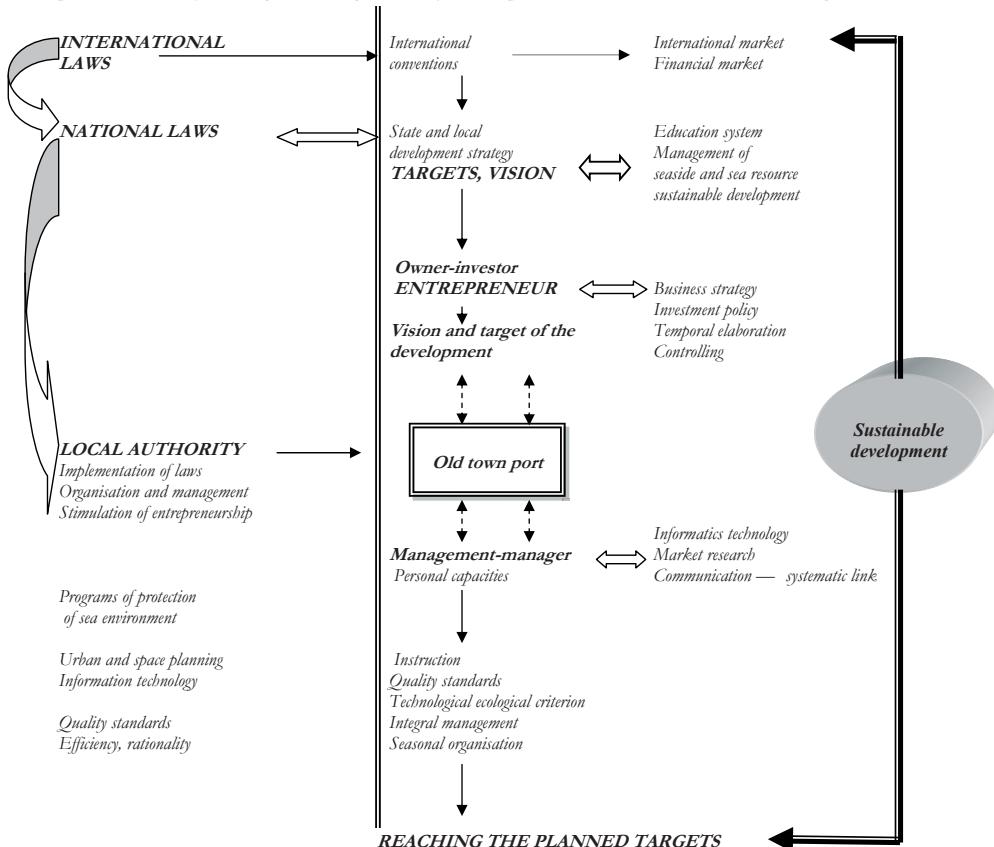 INTERNATIONAL
LAWS
International
conventions
International market
Financial market
NATIONAL LAWS
State and local
development strategy
TARGETS, VISION
Education system
Management of
seaside and sea resource
sustainable development
Owner-investor
ENTREPRENEUR
Business strategy
Investment policy
Temporal elaboration
Controlling
Vision and target of the
development
LOCAL AUTHORITY
Implementation of laws
Organisation and management
Stimulation of entrepreneurship
Old town port
Sustainable
development
Management-manager
Personal capacities
Informatics technology
Market research
Communication — systematic link
Programs of protection
of sea environment
Urban and space planning
Information technology
Quality standards
Efficiency, rationality
Instruction
Quality standards
Technological ecological criterion
Integral management
Seasonal organisation
REACHING THE PLANNED TARGETS